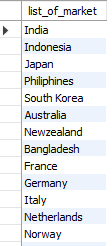 list_of_market
India
Indonesia
Japan
Philiphines
South Korea
Australia
Newzealand
Bangladesh
France
Germany
Italy
Netherlands
Norway